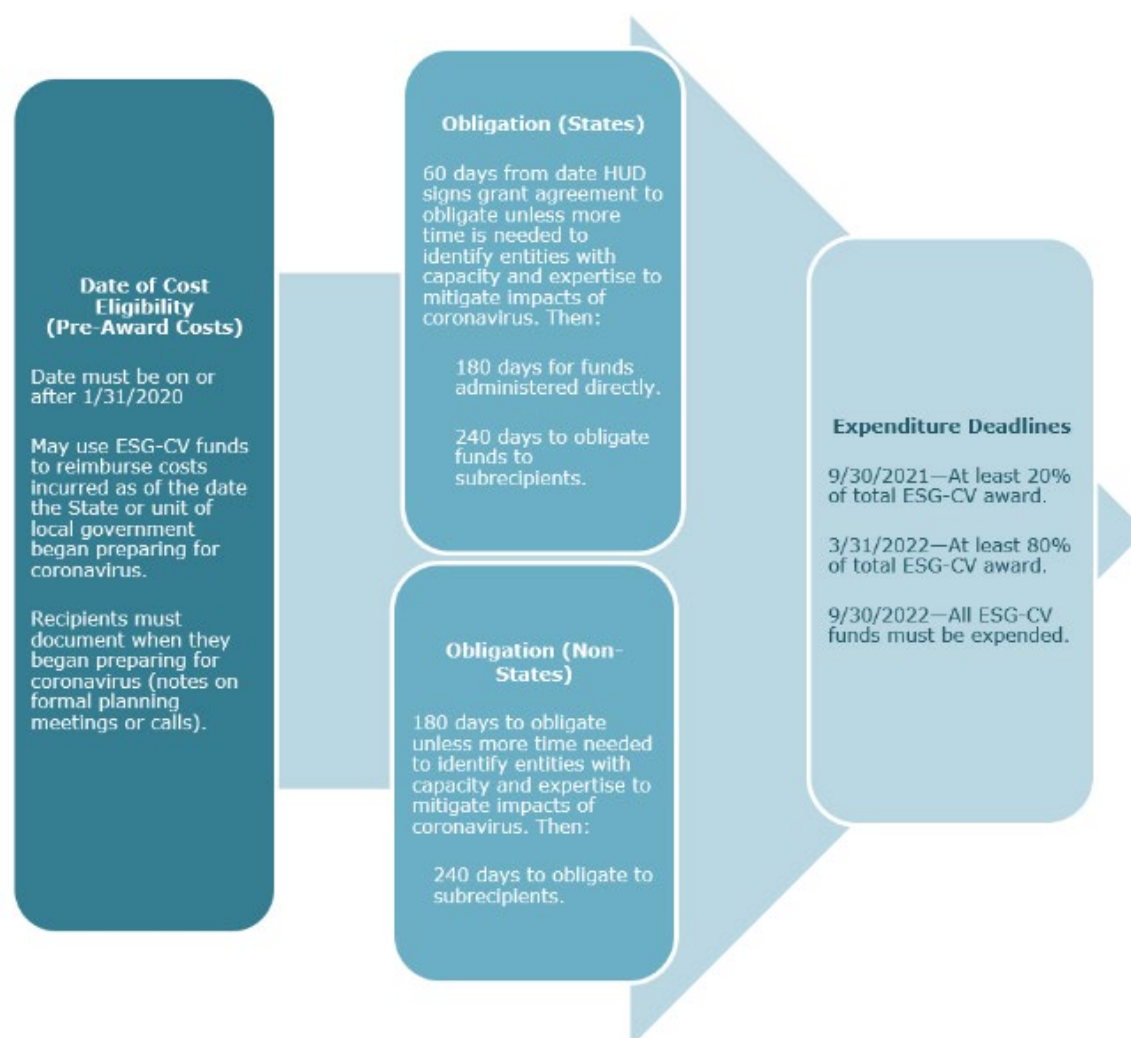 Date of Cost
Eligibility
(Pre-Award Costs)
Date must be on or
after 1/31/2020
May use ESG-CV funds
to reimburse costs
incurred as of the date
the State or unit of
local government
began preparing for
coronavirus.
Recipients must
document when they
began preparing for
coronavirus (notes on
formal planning
meetings or calls).
Obligation (States)
60 days from date HUD
signs grant agreement to
obligate unless more
time is needed to
identify entities with
capacity and expertise to
mitigate impacts of
coronavirus. Then:
180 days for funds
administered directly.
240 days to obligate
funds to
subrecipients.
Obligation (Non-
States)
180 days to obligate
unless more time needed
to identify entities with
capacity and expertise to
mitigate impacts of
coronavirus. Then:
240 days to obligate to
subrecipients.
Expenditure Deadlines
9/30/2021—At least 20%
of total ESG-CV award.
3/31/2022—At least 80%
of total ESG-CV award.
9/30/2022—All ESG-CV
funds must be expended.